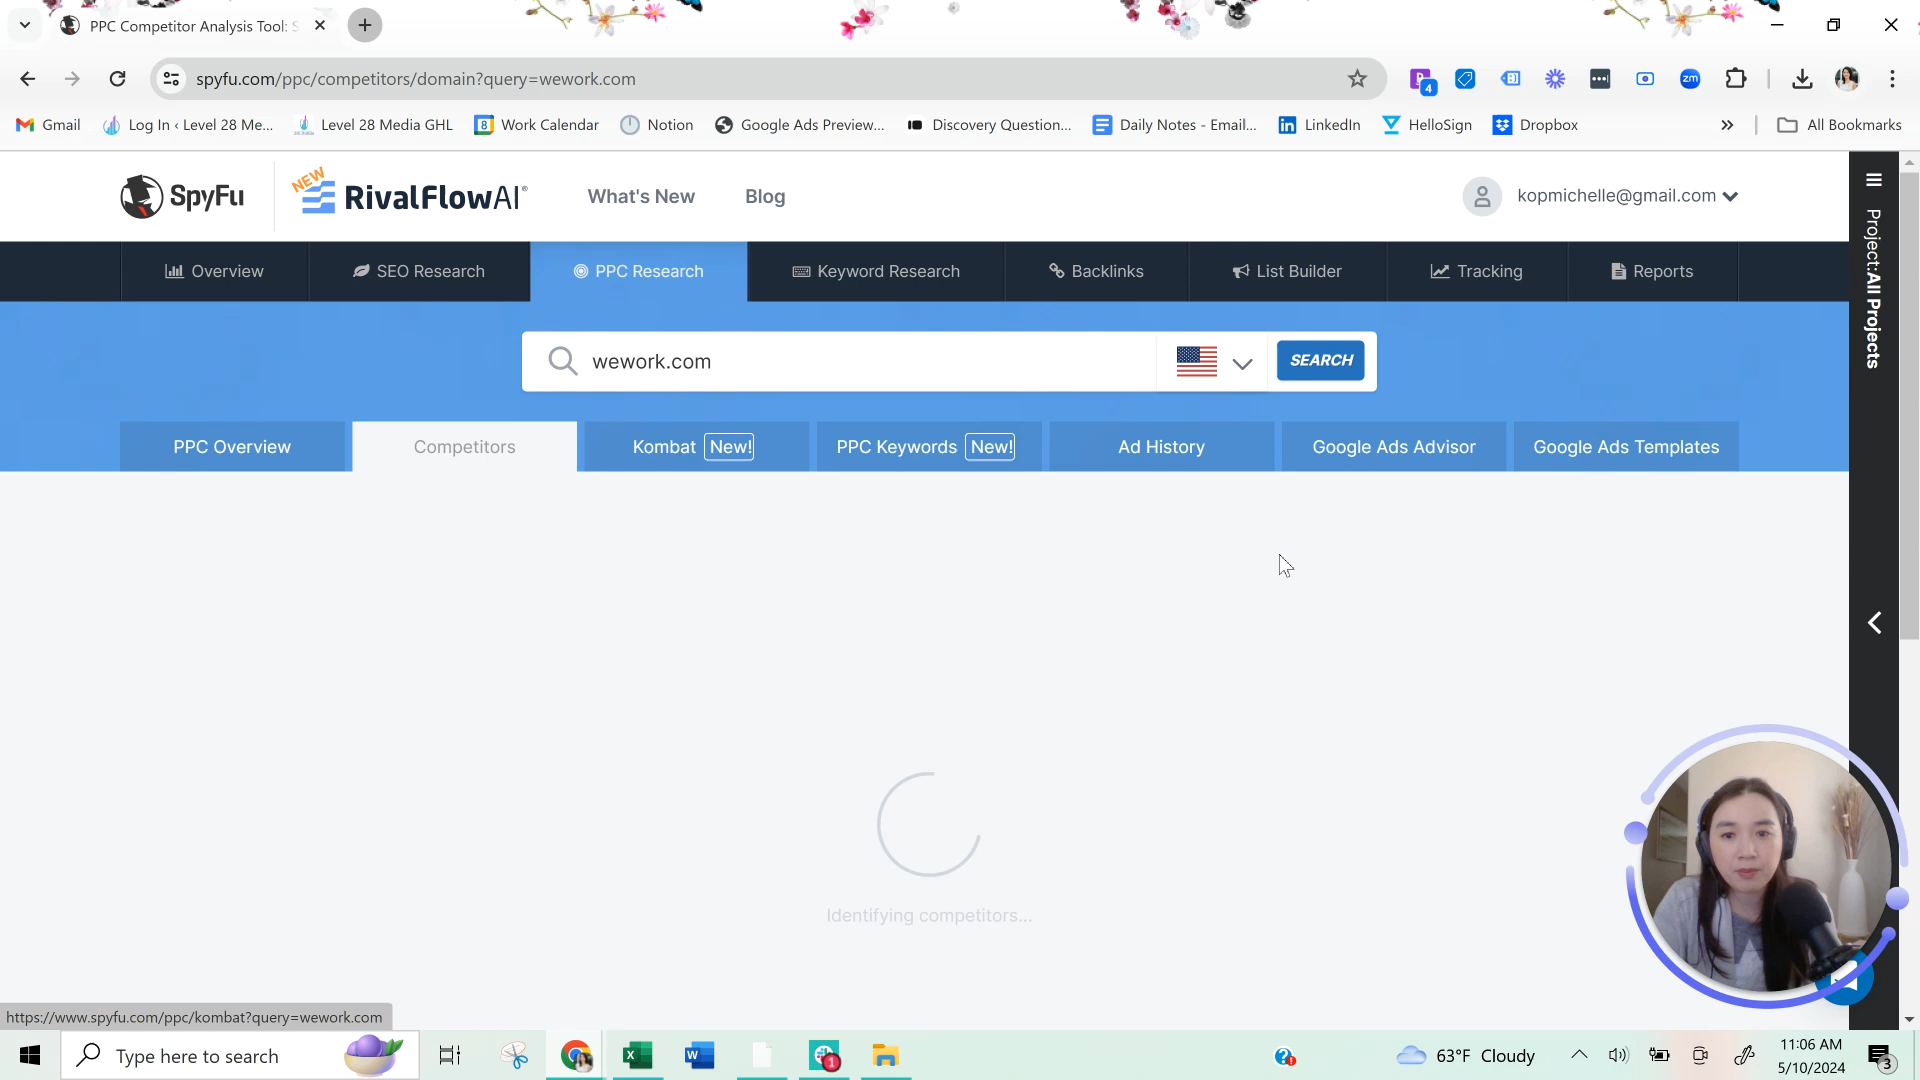 PPC Competitor Analysis Tool: S
spyfu.com/ppc/competitors/domain?query=wework.com
4
zm
Gmail
Log In ‹ Level 28 Me...
Level 28 Media GHL
8
Work Calendar
Notion
Google Ads Preview...
Discovery Question...
Daily Notes - Email...
LinkedIn
HelloSign
Dropbox
All Bookmarks
SpyFu
NEW
RivalFlowAI®
What's New
Blog
kopmichelle@gmail.com
Project:All Projects
Overview
SEO Research
PPC Research
Keyword Research
Backlinks
List Builder
Tracking
Reports
wework.com
SEARCH
PPC Overview
Competitors
Kombat New!
PPC Keywords New!
Ad History
Google Ads Advisor
Google Ads Templates
Identifying competitors...
https://www.spyfu.com/ppc/kombat?query=wework.com
Type here to search
1
63°F Cloudy
11:06 AM
5/10/2024
3